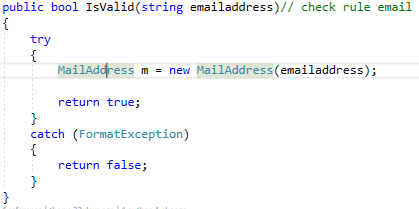 public bool IsValid(string emailaddress)// check rule email
{
try
{
MailAddress m = new MailAddress(emailaddress);
return true;
}
catch (FormatException)
{
return false;
}
}